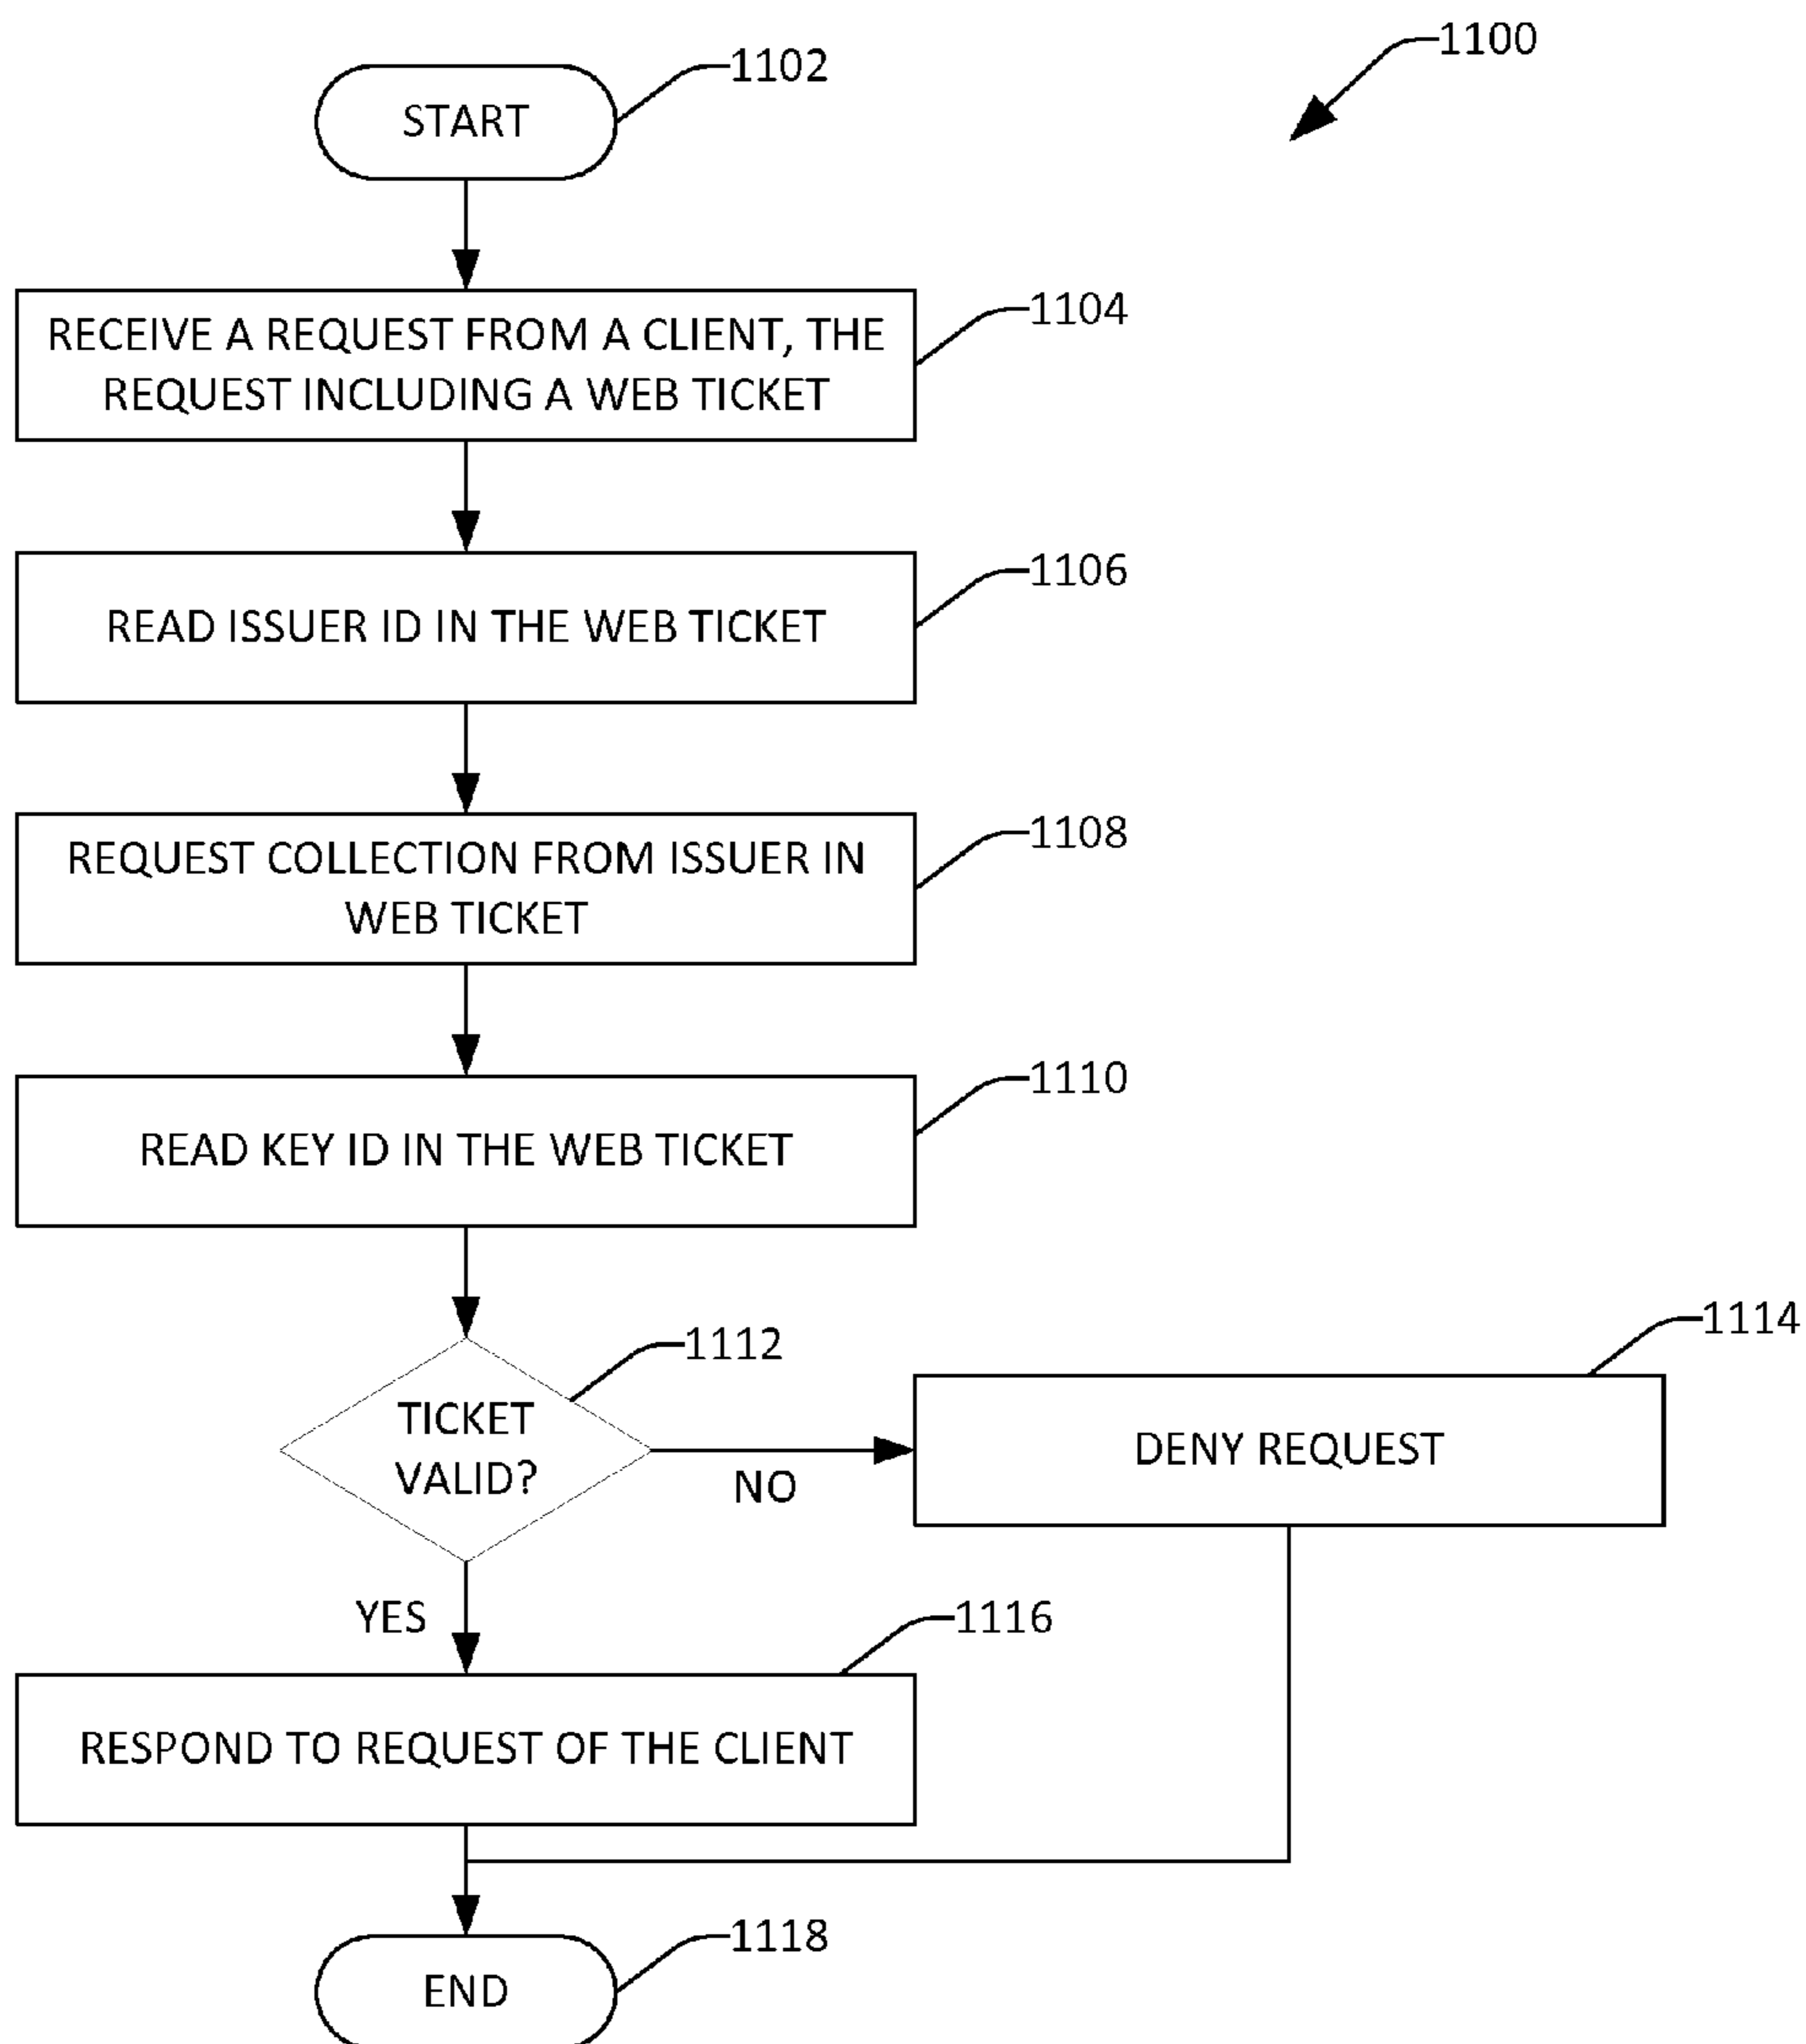 1100
START
1102
RECEIVE A REQUEST FROM A CLIENT, THE
REQUEST INCLUDING A WEB TICKET
1104
READ ISSUER ID IN THE WEB TICKET
1106
REQUEST COLLECTION FROM ISSUER IN
WEB TICKET
1108
READ KEY ID IN THE WEB TICKET
1110
TICKET
VALID?
1112
NO
DENY REQUEST
1114
YES
RESPOND TO REQUEST OF THE CLIENT
1116
END
1118